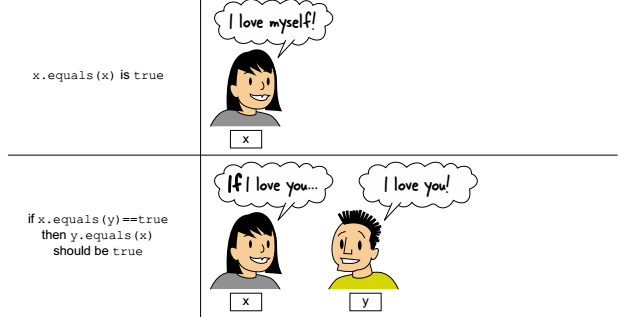 I love myself!
x.equals(x) is true
x
If I love you...
I love you!
if x.equals(y)==true
then y.equals(x)
should be true
x
y